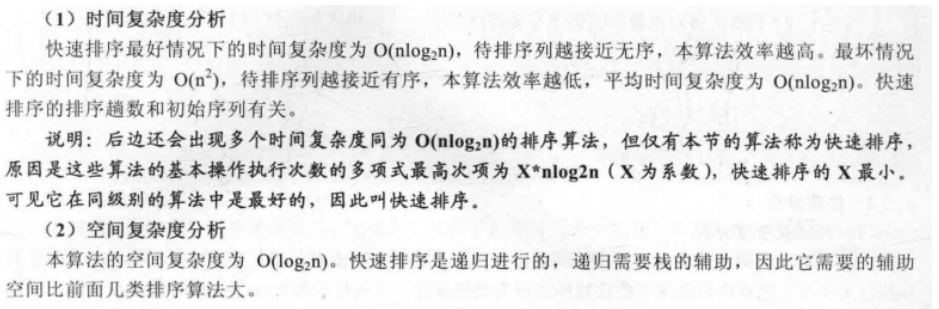 （1）时间复杂度分析
快速排序最好情况下的时间复杂度为 O(nlog₂n)，待排序列越接近无序，本算法效率越高。最坏情况
下的时间复杂度为 O(n²)，待排序列越接近有序，本算法效率越低，平均时间复杂度为 O(nlog₂n)。快速
排序的排序趟数和初始序列有关。
说明：后边还会出现多个时间复杂度同为 O(nlog₂n)的排序算法，但仅有本节的算法称为快速排序，
原因是这些算法的基本操作执行次数的多项式最高次项为 X*nlog2n（X 为系数），快速排序的 X 最小。
可见它在同级别的算法中是最好的，因此叫快速排序。
（2）空间复杂度分析
本算法的空间复杂度为 O(log₂n)。快速排序是递归进行的，递归需要栈的辅助，因此它需要的辅助
空间比前面几类排序算法大。